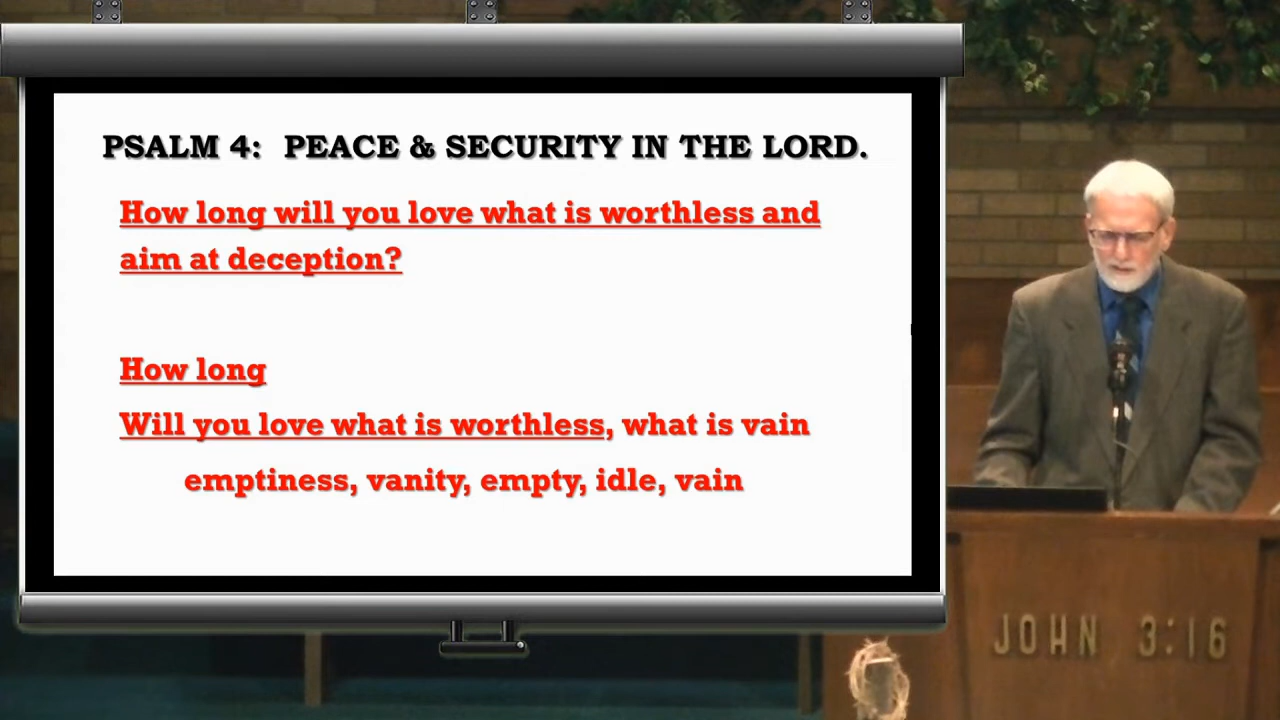 PSALM 4: PEACE & SECURITY IN THE LORD.
How long will you love what is worthless and
aim at deception?
How long
Will you love what is worthless, what is vain
emptiness, vanity, empty, idle, vain
JOHN 3:16